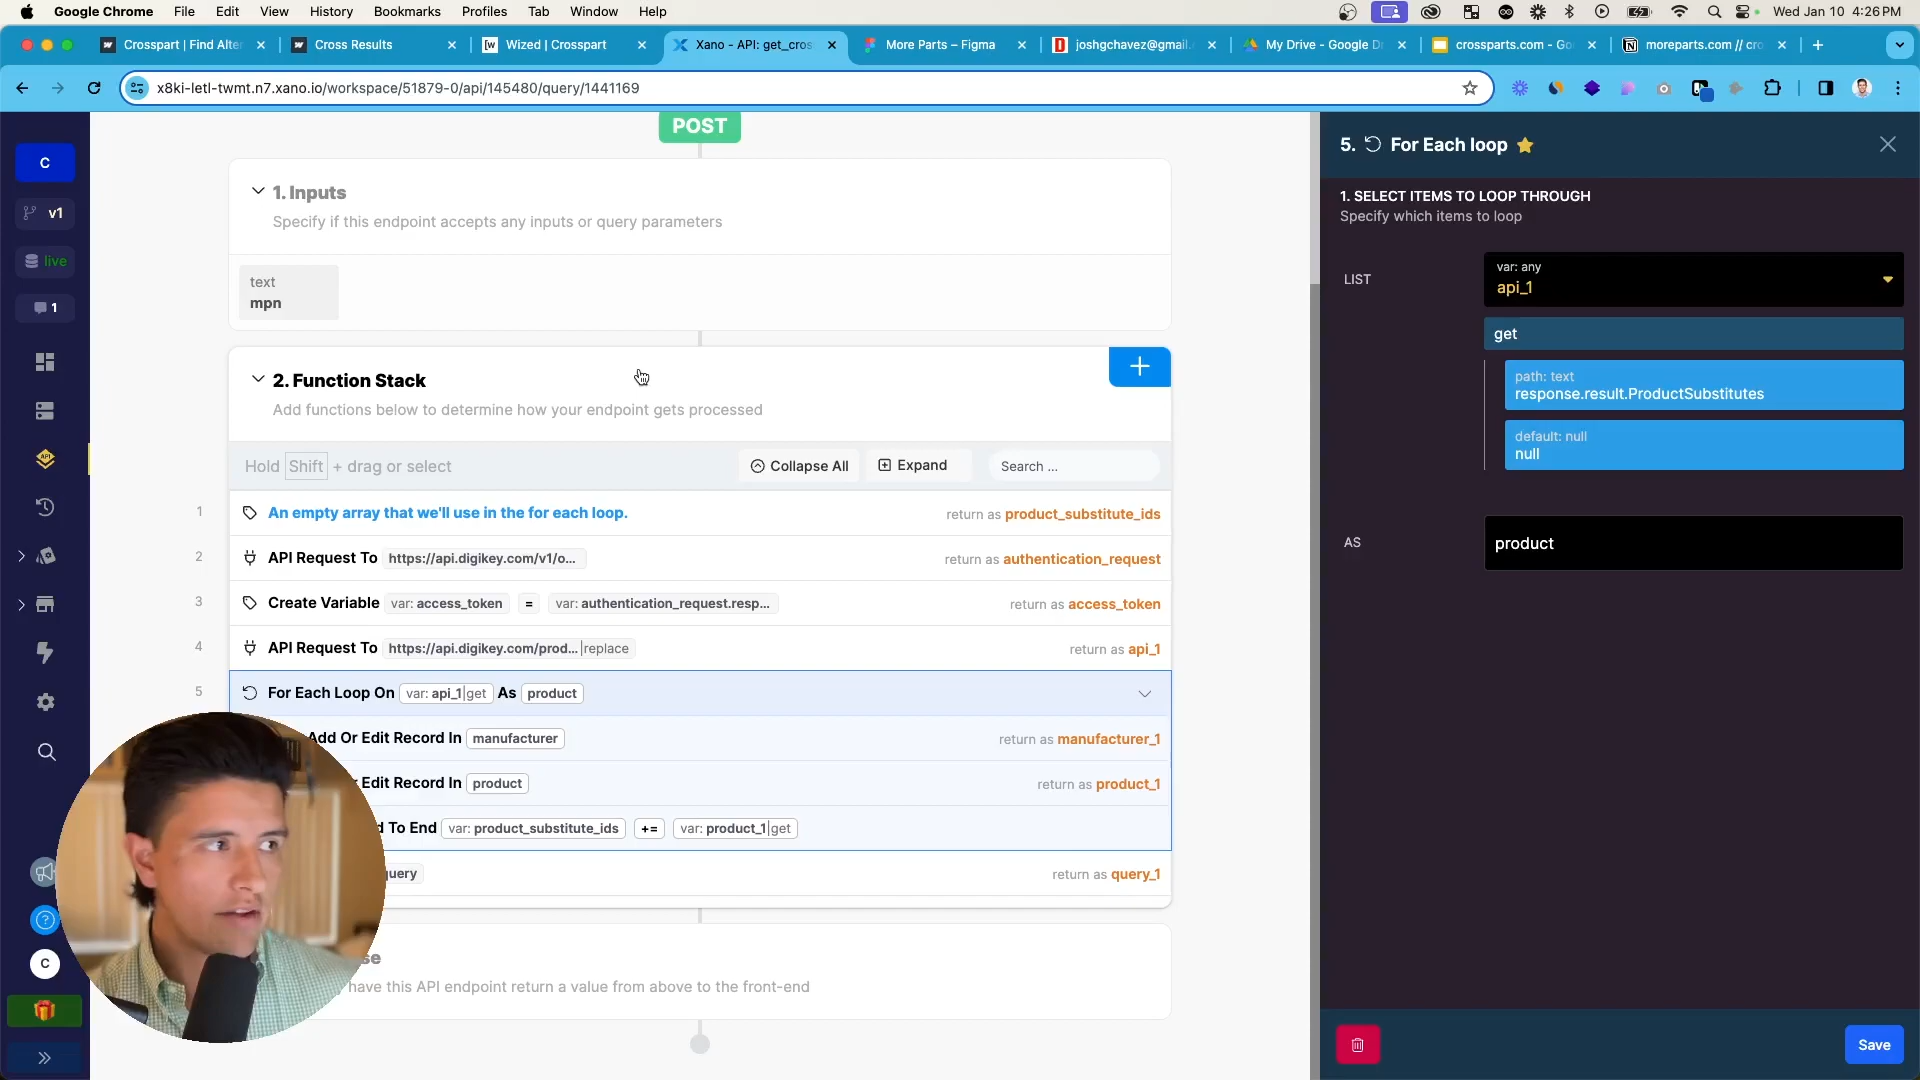 Google Chrome File Edit View History Bookmarks Profiles Tab Window Help Wed Jan 10 4:26 PM
Crosspart | Find Alter
Cross Results
Wized | Crosspart
Xano - API: get_cros
More Parts – Figma
joshgchavez@gmail.
My Drive - Google D
crossparts.com - Go
moreparts.com // cro
x8ki-letl-twmt.n7.xano.io/workspace/51879-0/api/145480/query/1441169
C
v1
live
1
API
C
POST
1. Inputs
Specify if this endpoint accepts any inputs or query parameters
text
mpn
2. Function Stack
Add functions below to determine how your endpoint gets processed
Hold Shift + drag or select
Collapse All
Expand
Search ...
1 An empty array that we'll use in the for each loop. return as product_substitute_ids
2 API Request To https://api.digikey.com/v1/o... return as authentication_request
3 Create Variable var: access_token = var: authentication_request.resp... return as access_token
4 API Request To https://api.digikey.com/prod... |replace return as api_1
5 For Each Loop On var: api_1|get As product
Add Or Edit Record In manufacturer return as manufacturer_1
Edit Record In product return as product_1
d To End var: product_substitute_ids += var: product_1|get
query return as query_1
se
have this API endpoint return a value from above to the front-end
5. For Each loop
1. SELECT ITEMS TO LOOP THROUGH
Specify which items to loop
LIST
var: any
api_1
get
path: text
response.result.ProductSubstitutes
default: null
null
AS
product
Save